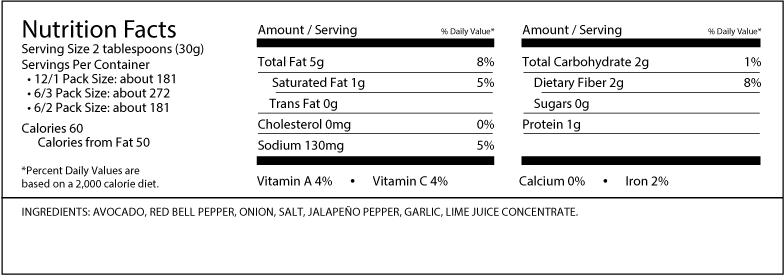 Nutrition Facts
Serving Size 2 tablespoons (30g)
Servings Per Container
• 12/1 Pack Size: about 181
• 6/3 Pack Size: about 272
• 6/2 Pack Size: about 181
Calories 60
Calories from Fat 50
*Percent Daily Values are
based on a 2,000 calorie diet.
Amount / Serving % Daily Value*
Total Fat 5g 8%
Saturated Fat 1g 5%
Trans Fat 0g
Cholesterol 0mg 0%
Sodium 130mg 5%
Vitamin A 4% • Vitamin C 4%
Amount / Serving % Daily Value*
Total Carbohydrate 2g 1%
Dietary Fiber 2g 8%
Sugars 0g
Protein 1g
Calcium 0% • Iron 2%
INGREDIENTS: AVOCADO, RED BELL PEPPER, ONION, SALT, JALAPEÑO PEPPER, GARLIC, LIME JUICE CONCENTRATE.